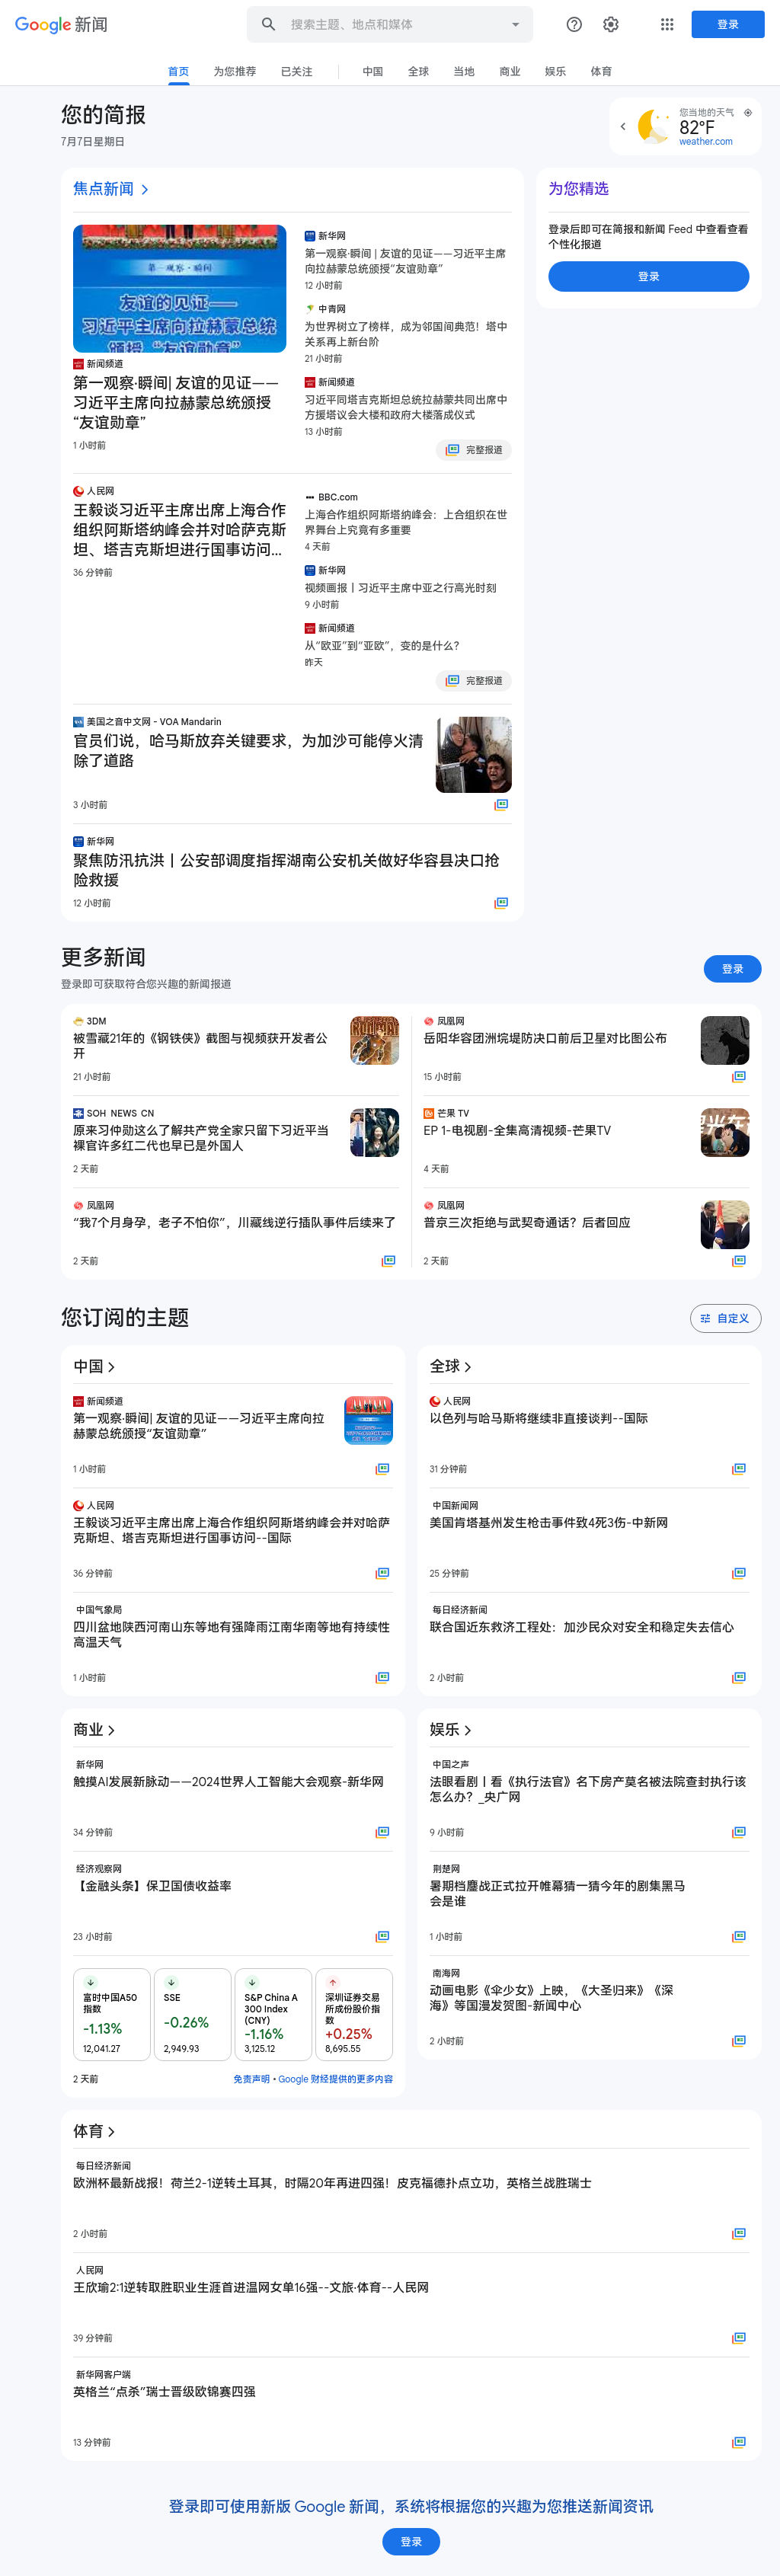 Google 新闻
搜索主题、地点和媒体
登录
首页
为您推荐
已关注
中国
全球
当地
商业
娱乐
体育
您的简报
7月7日星期日
您当地的天气
82°F
weather.com
焦点新闻
第一观察·瞬间
友谊的见证——
习近平主席向拉赫蒙总统
颁授“友谊勋章”
新闻频道
第一观察·瞬间| 友谊的见证——
习近平主席向拉赫蒙总统颁授
“友谊勋章”
1 小时前
新华网
第一观察·瞬间 | 友谊的见证——习近平主席
向拉赫蒙总统颁授“友谊勋章”
12 小时前
中青网
为世界树立了榜样，成为邻国间典范！塔中
关系再上新台阶
21 小时前
新闻频道
习近平同塔吉克斯坦总统拉赫蒙共同出席中
方援塔议会大楼和政府大楼落成仪式
13 小时前
完整报道
人民网
王毅谈习近平主席出席上海合作
组织阿斯塔纳峰会并对哈萨克斯
坦、塔吉克斯坦进行国事访问...
36 分钟前
BBC.com
上海合作组织阿斯塔纳峰会：上合组织在世
界舞台上究竟有多重要
4 天前
新华网
视频画报丨习近平主席中亚之行高光时刻
9 小时前
新闻频道
从“欧亚”到“亚欧”，变的是什么？
昨天
完整报道
美国之音中文网 - VOA Mandarin
官员们说，哈马斯放弃关键要求，为加沙可能停火清
除了道路
3 小时前
新华网
聚焦防汛抗洪丨公安部调度指挥湖南公安机关做好华容县决口抢
险救援
12 小时前
为您精选
登录后即可在简报和新闻 Feed 中查看查看
个性化报道
登录
更多新闻
登录即可获取符合您兴趣的新闻报道
登录
3DM
被雪藏21年的《钢铁侠》截图与视频获开发者公
开
21 小时前
凤凰网
岳阳华容团洲垸堤防决口前后卫星对比图公布
15 小时前
SOH_NEWS_CN
原来习仲勋这么了解共产党全家只留下习近平当
裸官许多红二代也早已是外国人
2 天前
芒果 TV
EP 1-电视剧-全集高清视频-芒果TV
4 天前
凤凰网
“我7个月身孕，老子不怕你”，川藏线逆行插队事件后续来了
2 天前
凤凰网
普京三次拒绝与武契奇通话？后者回应
2 天前
您订阅的主题
自定义
中国
新闻频道
第一观察·瞬间| 友谊的见证——习近平主席向拉
赫蒙总统颁授“友谊勋章”
1 小时前
人民网
王毅谈习近平主席出席上海合作组织阿斯塔纳峰会并对哈萨
克斯坦、塔吉克斯坦进行国事访问--国际
36 分钟前
中国气象局
四川盆地陕西河南山东等地有强降雨江南华南等地有持续性
高温天气
1 小时前
全球
人民网
以色列与哈马斯将继续非直接谈判--国际
31 分钟前
中国新闻网
美国肯塔基州发生枪击事件致4死3伤-中新网
25 分钟前
每日经济新闻
联合国近东救济工程处：加沙民众对安全和稳定失去信心
2 小时前
商业
新华网
触摸AI发展新脉动——2024世界人工智能大会观察-新华网
34 分钟前
经济观察网
【金融头条】保卫国债收益率
23 小时前
富时中国A50
指数
-1.13%
12,041.27
SSE
-0.26%
2,949.93
S&P China A
300 Index
(CNY)
-1.16%
3,125.12
深圳证券交易
所成份股价指
数
+0.25%
8,695.55
2 天前
免责声明 • Google 财经提供的更多内容
娱乐
中国之声
法眼看剧丨看《执行法官》名下房产莫名被法院查封执行该
怎么办？_央广网
9 小时前
荆楚网
暑期档鏖战正式拉开帷幕猜一猜今年的剧集黑马
会是谁
1 小时前
南海网
动画电影《伞少女》上映，《大圣归来》《深
海》等国漫发贺图-新闻中心
2 小时前
体育
每日经济新闻
欧洲杯最新战报！荷兰2-1逆转土耳其，时隔20年再进四强！皮克福德扑点立功，英格兰战胜瑞士
2 小时前
人民网
王欣瑜2:1逆转取胜职业生涯首进温网女单16强--文旅·体育--人民网
39 分钟前
新华网客户端
英格兰“点杀”瑞士晋级欧锦赛四强
13 分钟前
登录即可使用新版 Google 新闻，系统将根据您的兴趣为您推送新闻资讯
登录